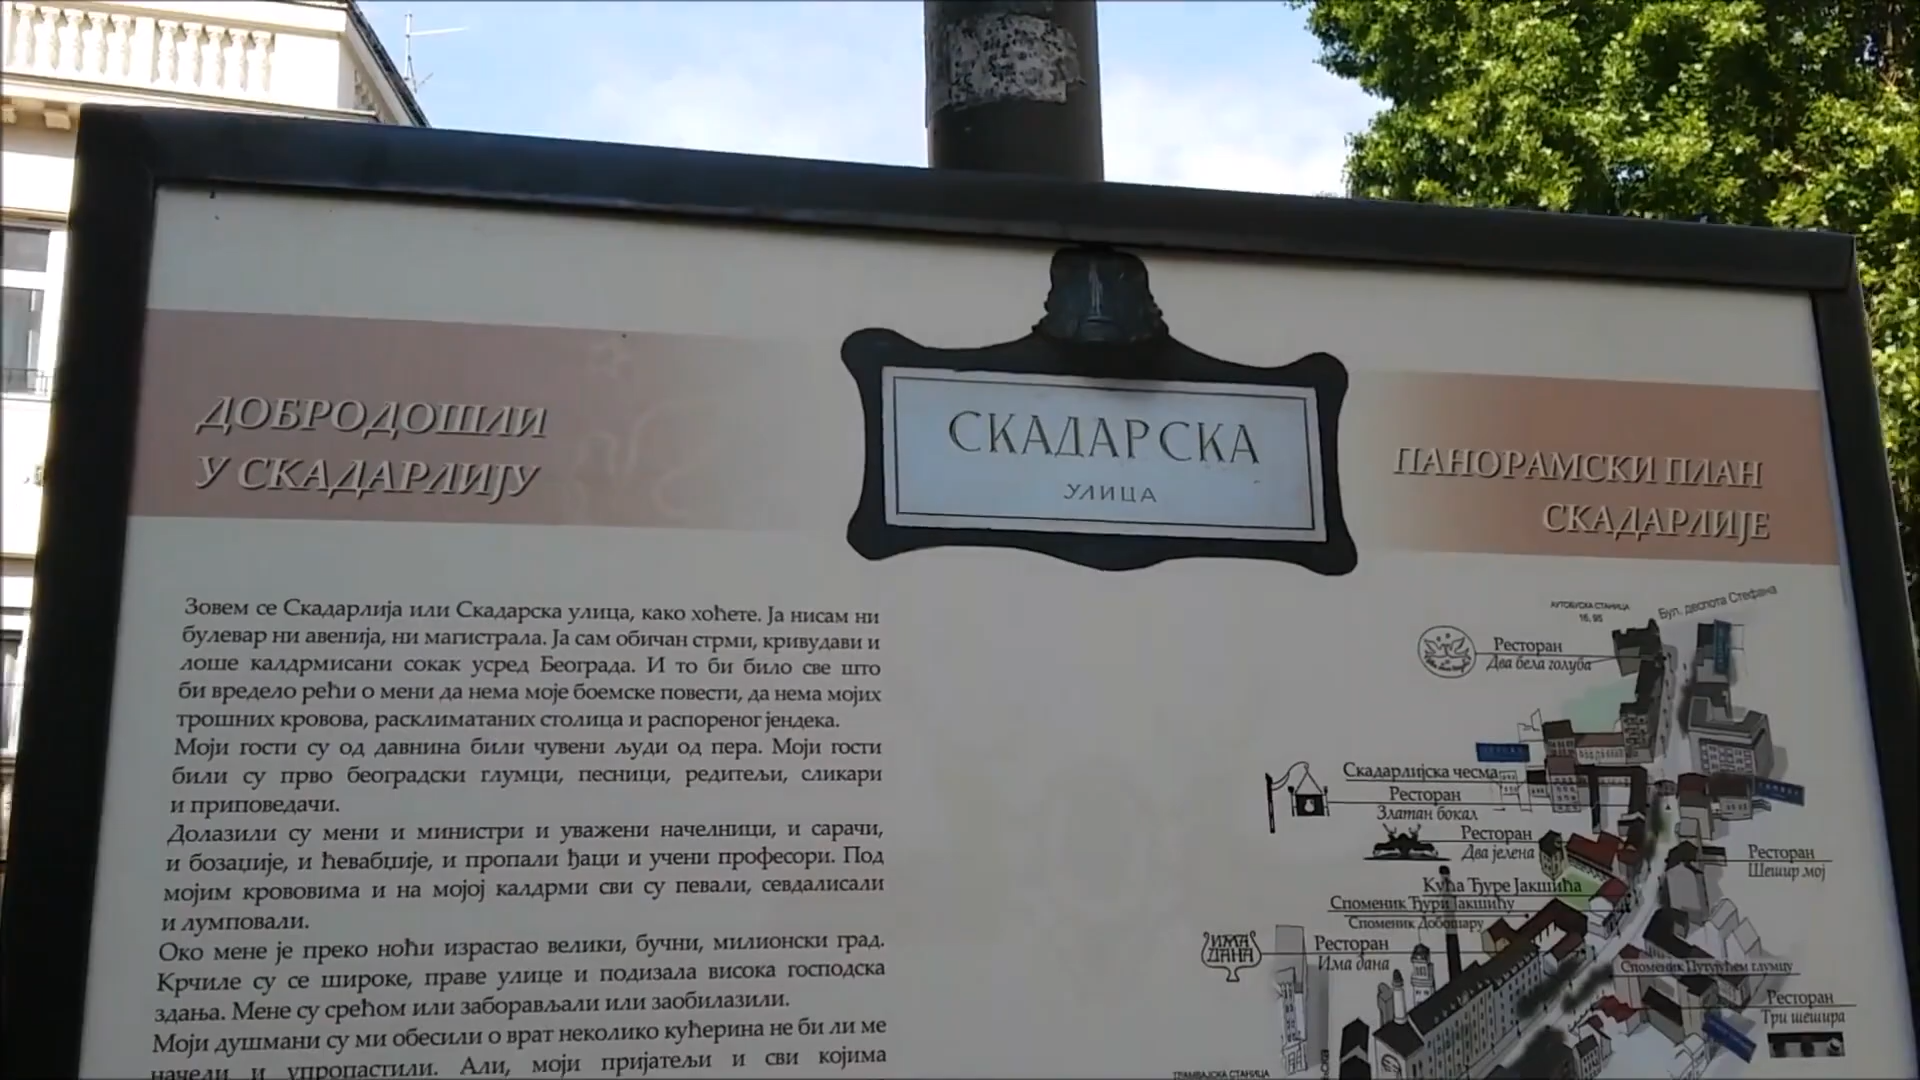 ДОБРОДОШЛИ
У СКАДАРЛИЈУ
СКАДАРСКА
УЛИЦА
ПАНОРАМСКИ ПЛАН
СКАДАРЛИЈЕ
Зовем се Скадарлија или Скадарска улица, како хоћете. Ја нисам ни
булевар ни авенија, ни магистрала. Ја сам обичан стрми, кривудави и
лоше калдрмисани сокак усред Београда. И то би било све што
би вредело рећи о мени да нема моје боемске повести, да нема мојих
трошних кровова, расклиматаних столица и распореног јендека.
Моји гости су од давнина били чувени људи од пера. Моји гости
били су прво београдски глумци, песници, редитељи, сликари
и приповедачи.
Долазили су мени и министри и уважени начелници, и сарачи,
и бозаџије, и ћевабџије, и пропали ђаци и учени професори. Под
мојим крововима и на мојој калдрми сви су певали, севдалисали
и лумповали.
Око мене је преко ноћи израстао велики, бучни, милионски град.
Крчиле су се широке, праве улице и подизала висока господска
здања. Мене су срећом или заборављали или заобилазили.
Моји душмани су ми обесили о врат неколико кућерина не би ли ме
начели и упропастили. Али, моји пријатељи и сви којима
АУТОБУСКА СТАНИЦА
16, 95
Бул. деспота Стефана
Ресторан
Два бела голуба
Скадарлијска чесма
Ресторан
Златан бокал
Ресторан
Два јелена
Ресторан
Шешир мој
Кућа Ђуре Јакшића
Споменик Ђури Јакшићу
Споменик Добошару
ИМА
ДАНА
Ресторан
Има дана
Споменик Путујућем глумцу
Ресторан
Три шешира
ТРАМВАЈСКА СТАНИЦА